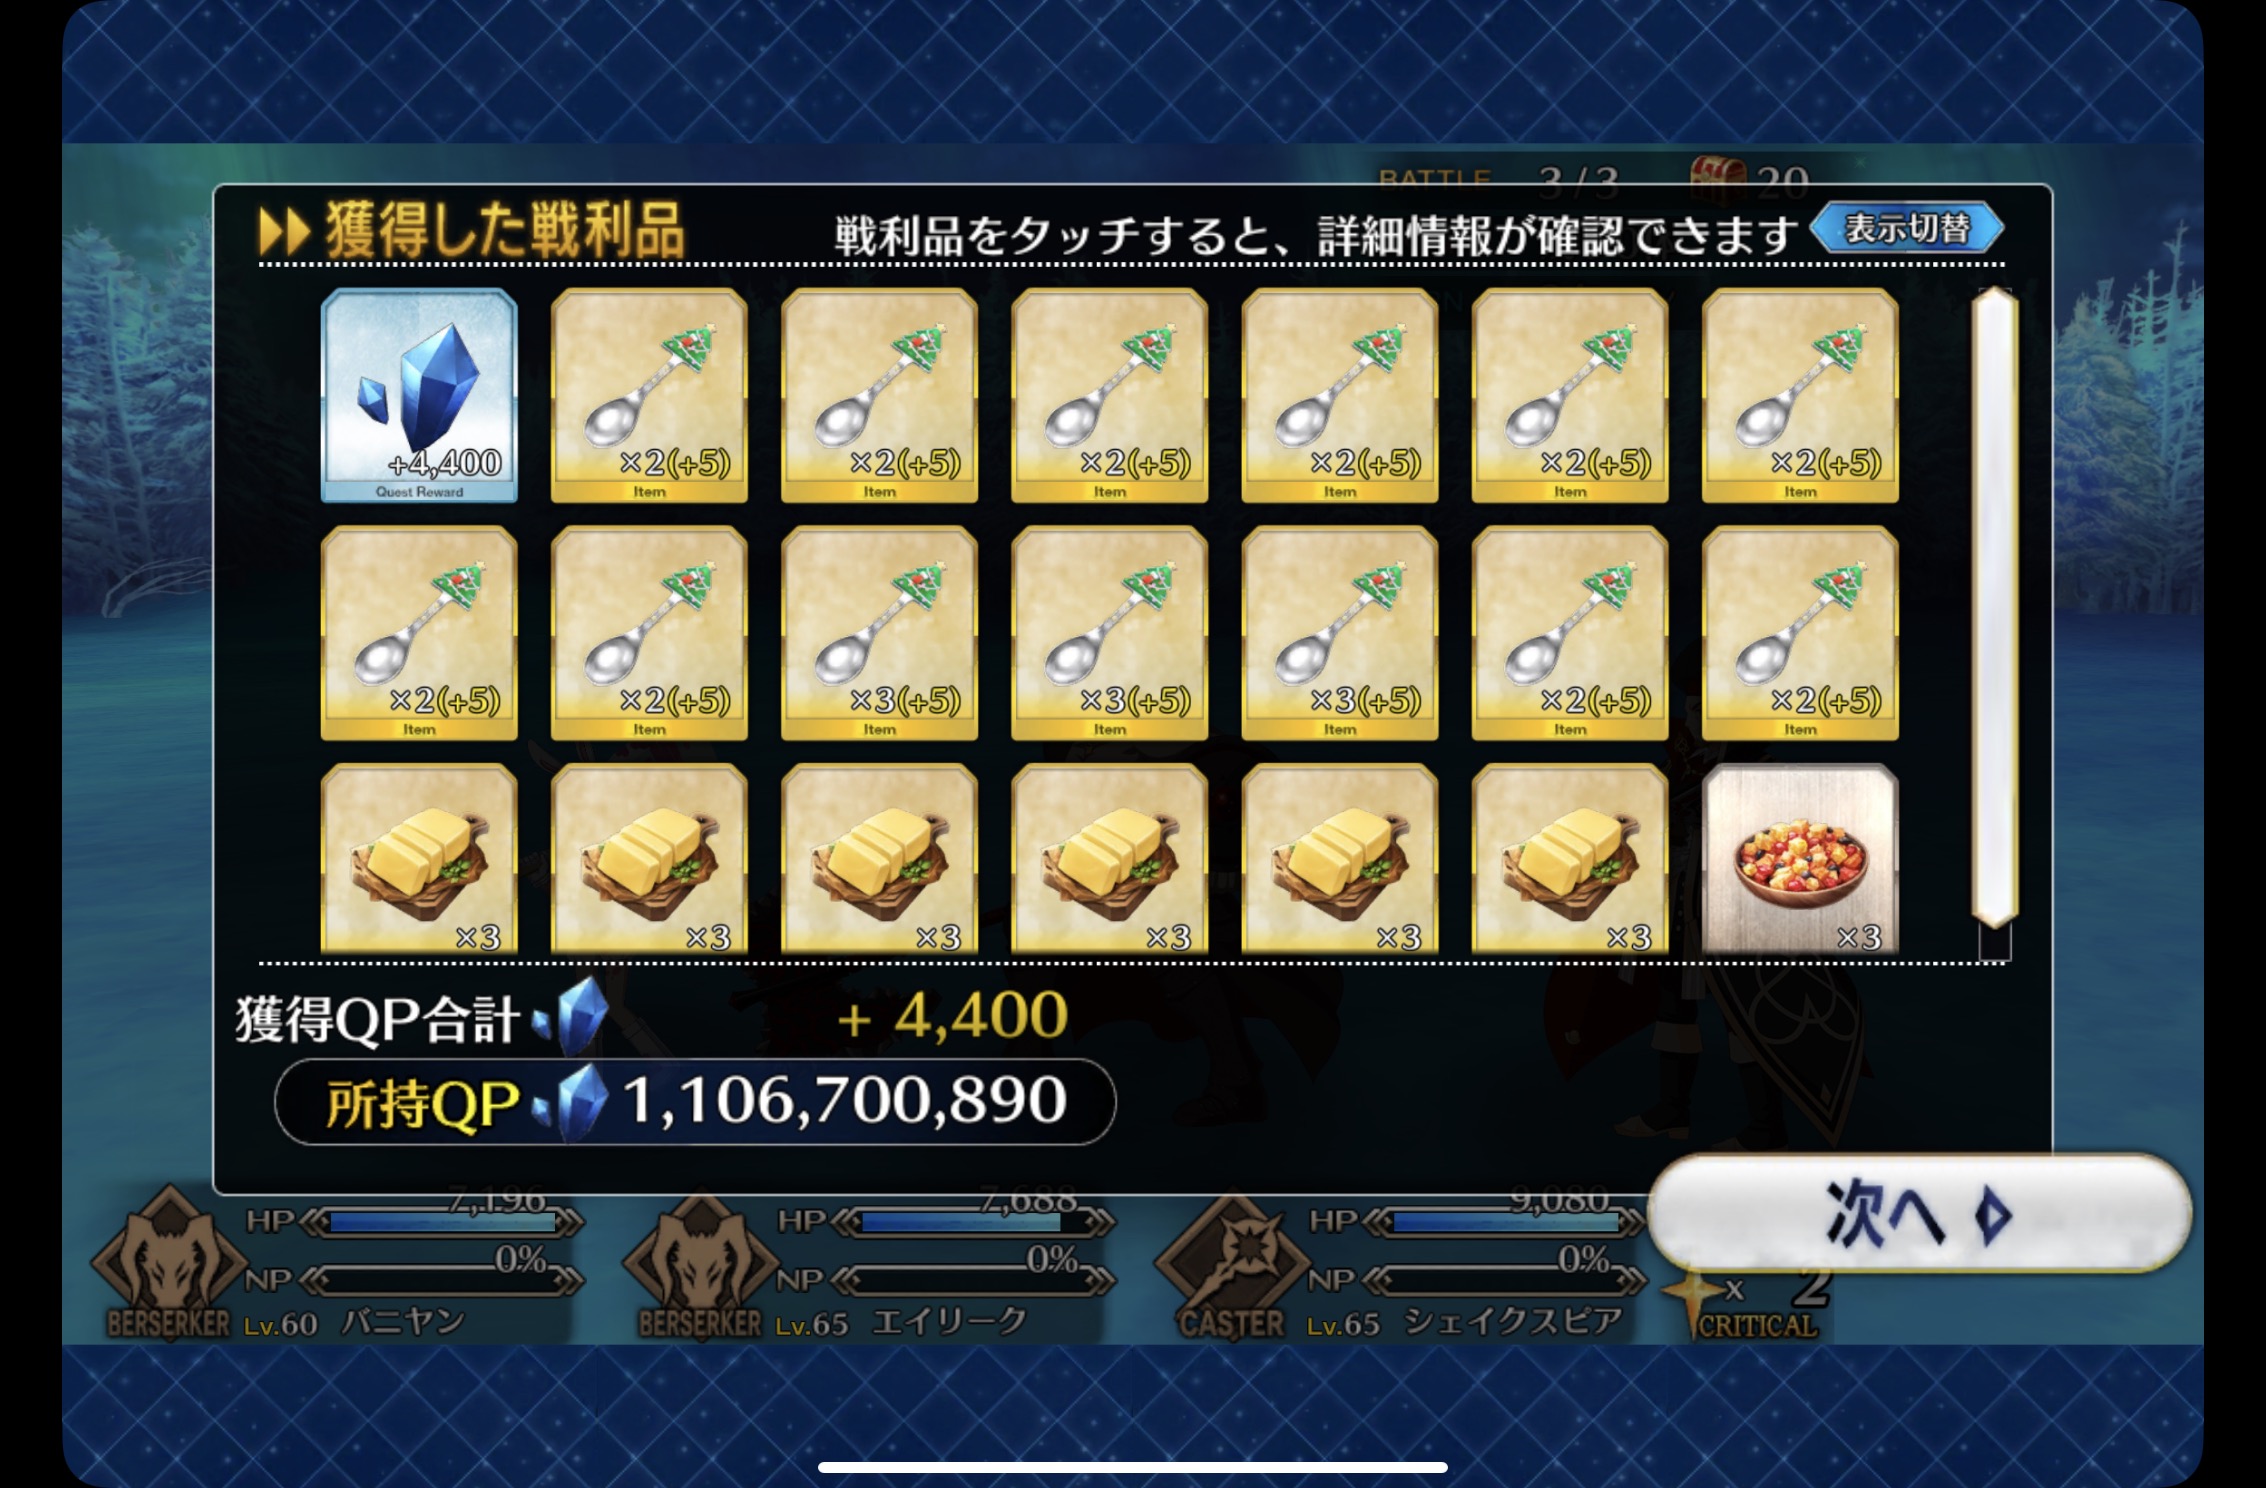 BATTLE 3/3 20
獲得した戦利品 戦利品をタッチすると、詳細情報が確認できます 表示切替
+4,400 ×2(+5) ×2(+5) ×2(+5) ×2(+5) ×2(+5) ×2(+5)
Quest Reward Item Item Item Item Item Item
×2(+5) ×2(+5) ×3(+5) ×3(+5) ×3(+5) ×2(+5) ×2(+5)
Item Item Item Item Item Item Item
×3 ×3 ×3 ×3 ×3 ×3 ×3
獲得QP合計 + 4,400
所持QP 1,106,700,890
次へ
HP 7,196 HP 7,688 HP 9,080
NP 0% NP 0% NP 0% x 2
BERSERKER Lv.60 バニヤン BERSERKER Lv.65 エイリーク CASTER Lv.65 シェイクスピア CRITICAL